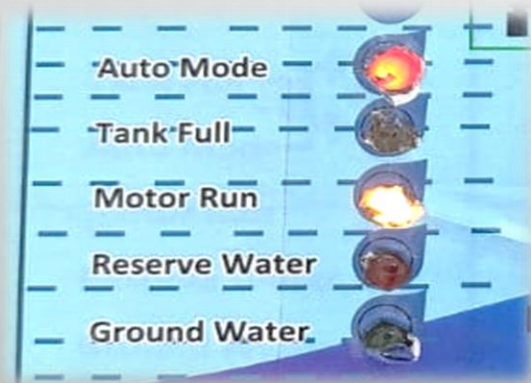 Auto Mode
Tank Full
Motor Run
Reserve Water
Ground Water